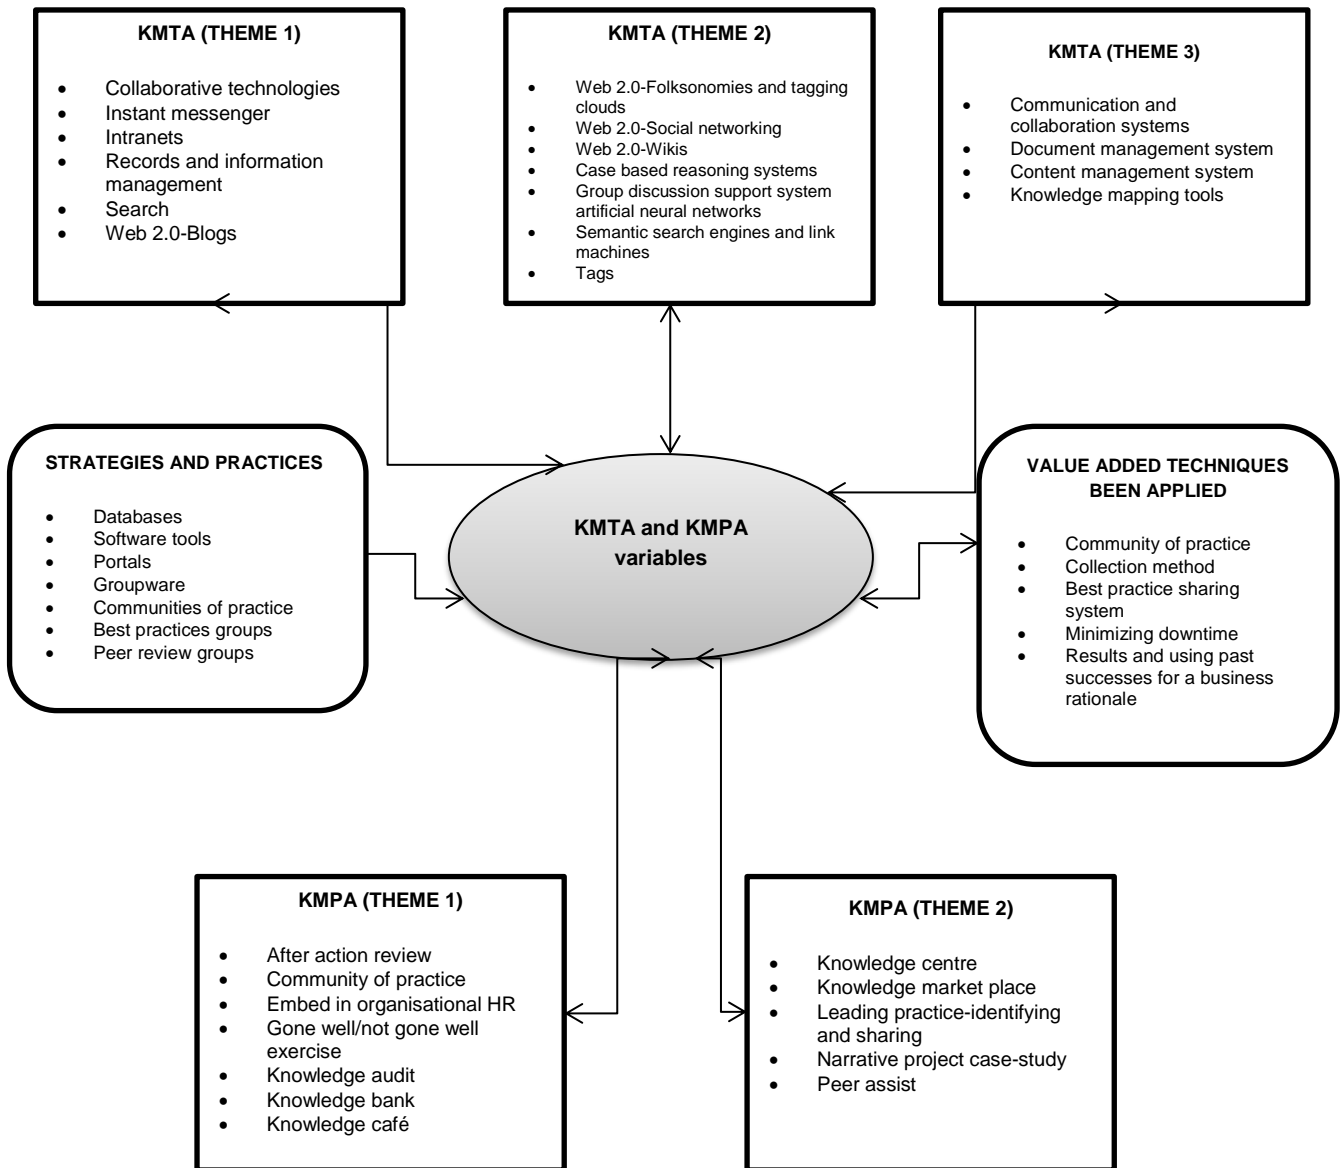 KMTA (THEME 1)
• Collaborative technologies
• Instant messenger
• Intranets
• Records and information
management
• Search
• Web 2.0-Blogs
KMTA (THEME 2)
• Web 2.0-Folksonomies and tagging
clouds
• Web 2.0-Social networking
• Web 2.0-Wikis
• Case based reasoning systems
• Group discussion support system
artificial neural networks
• Semantic search engines and link
machines
• Tags
KMTA (THEME 3)
• Communication and
collaboration systems
• Document management system
• Content management system
• Knowledge mapping tools
STRATEGIES AND PRACTICES
• Databases
• Software tools
• Portals
• Groupware
• Communities of practice
• Best practices groups
• Peer review groups
KMTA and KMPA
variables
VALUE ADDED TECHNIQUES
BEEN APPLIED
• Community of practice
• Collection method
• Best practice sharing
system
• Minimizing downtime
• Results and using past
successes for a business
rationale
KMPA (THEME 1)
• After action review
• Community of practice
• Embed in organisational HR
• Gone well/not gone well
exercise
• Knowledge audit
• Knowledge bank
• Knowledge café
KMPA (THEME 2)
• Knowledge centre
• Knowledge market place
• Leading practice-identifying
and sharing
• Narrative project case-study
• Peer assist